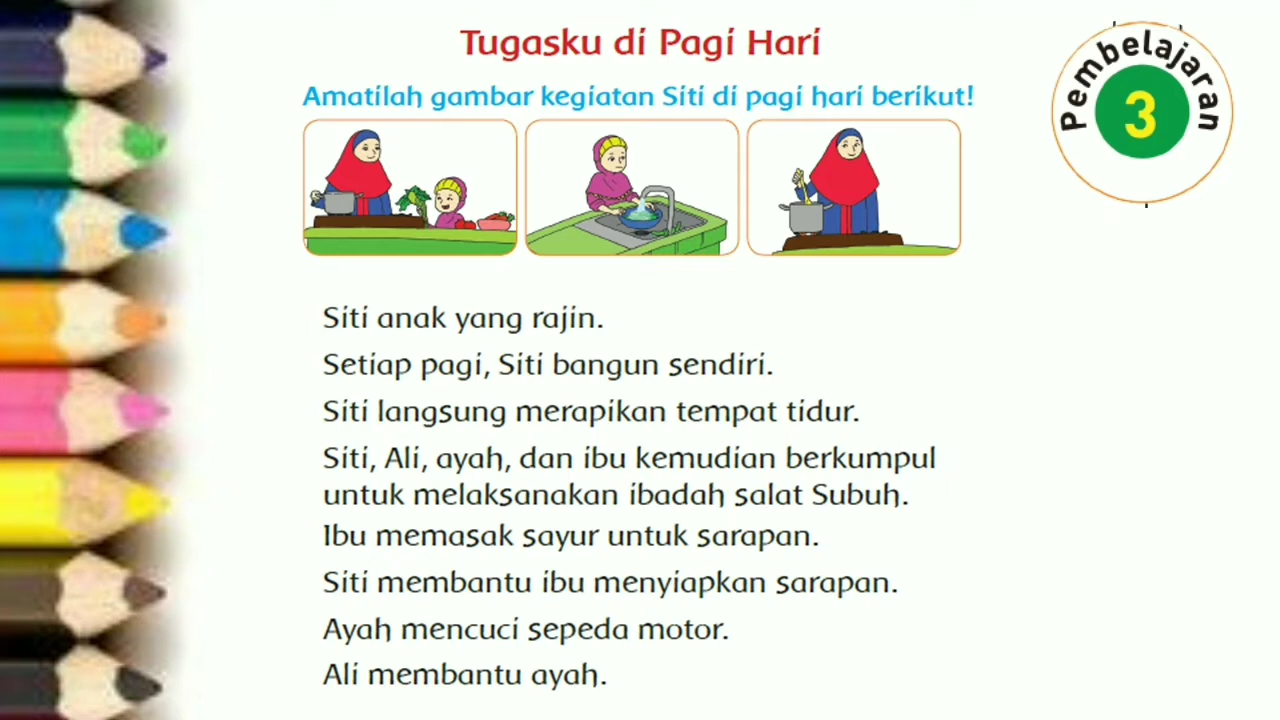 Tugasku di Pagi Hari
Pembelajaran
3
Amatilah gambar kegiatan Siti di pagi hari berikut!
Siti anak yang rajin.
Setiap pagi, Siti bangun sendiri.
Siti langsung merapikan tempat tidur.
Siti, Ali, ayah, dan ibu kemudian berkumpul
untuk melaksanakan ibadah salat Subuh.
Ibu memasak sayur untuk sarapan.
Siti membantu ibu menyiapkan sarapan.
Ayah mencuci sepeda motor.
Ali membantu ayah.